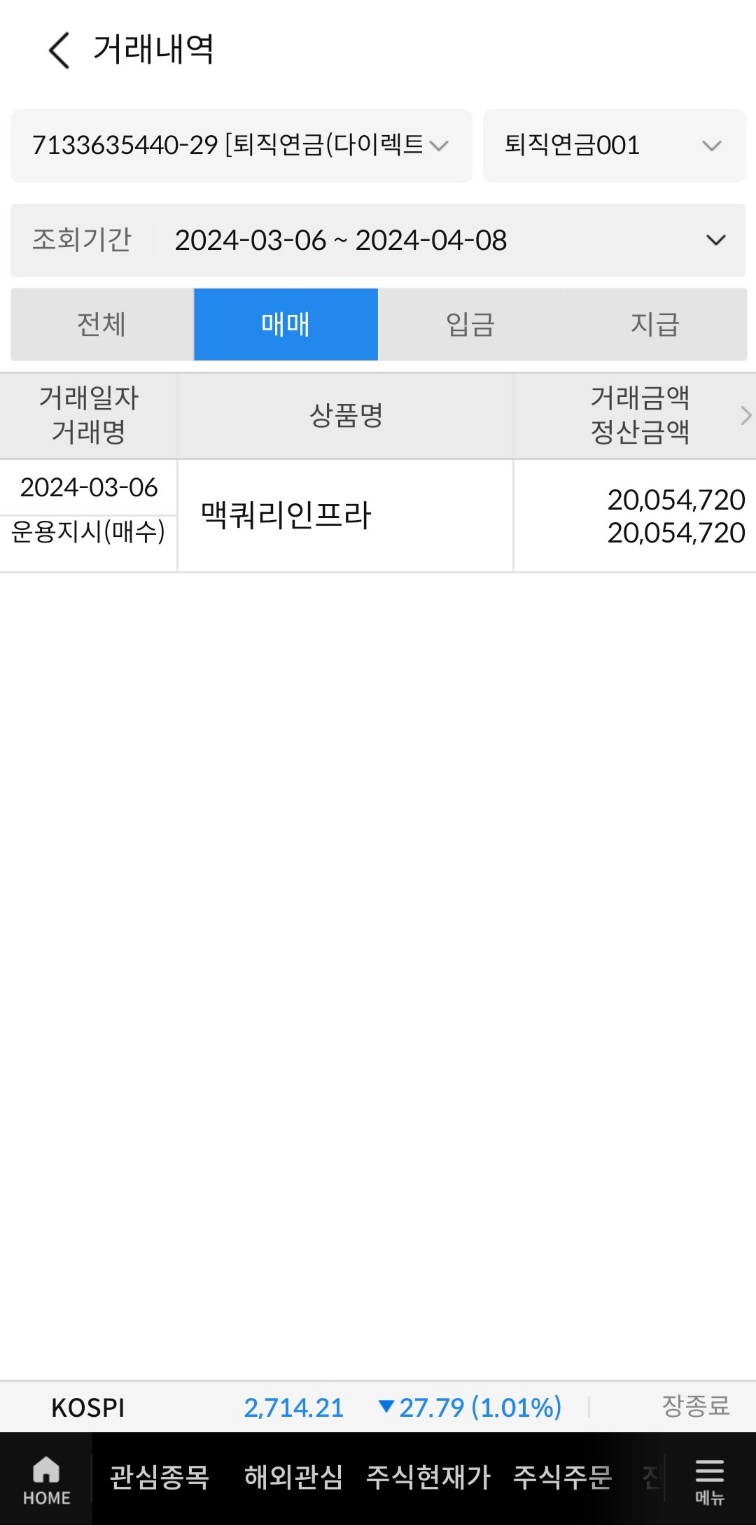 거래내역
7133635440-29 [퇴직연금(다이렉트
퇴직연금001
조회기간 2024-03-06 ~ 2024-04-08
전체 매매 입금 지급
거래일자
거래명
상품명
거래금액
정산금액
2024-03-06
운용지시(매수)
맥쿼리인프라
20,054,720
20,054,720
KOSPI 2,714.21 ▼27.79 (1.01%) 장종료
HOME 관심종목 해외관심 주식현재가 주식주문 메뉴